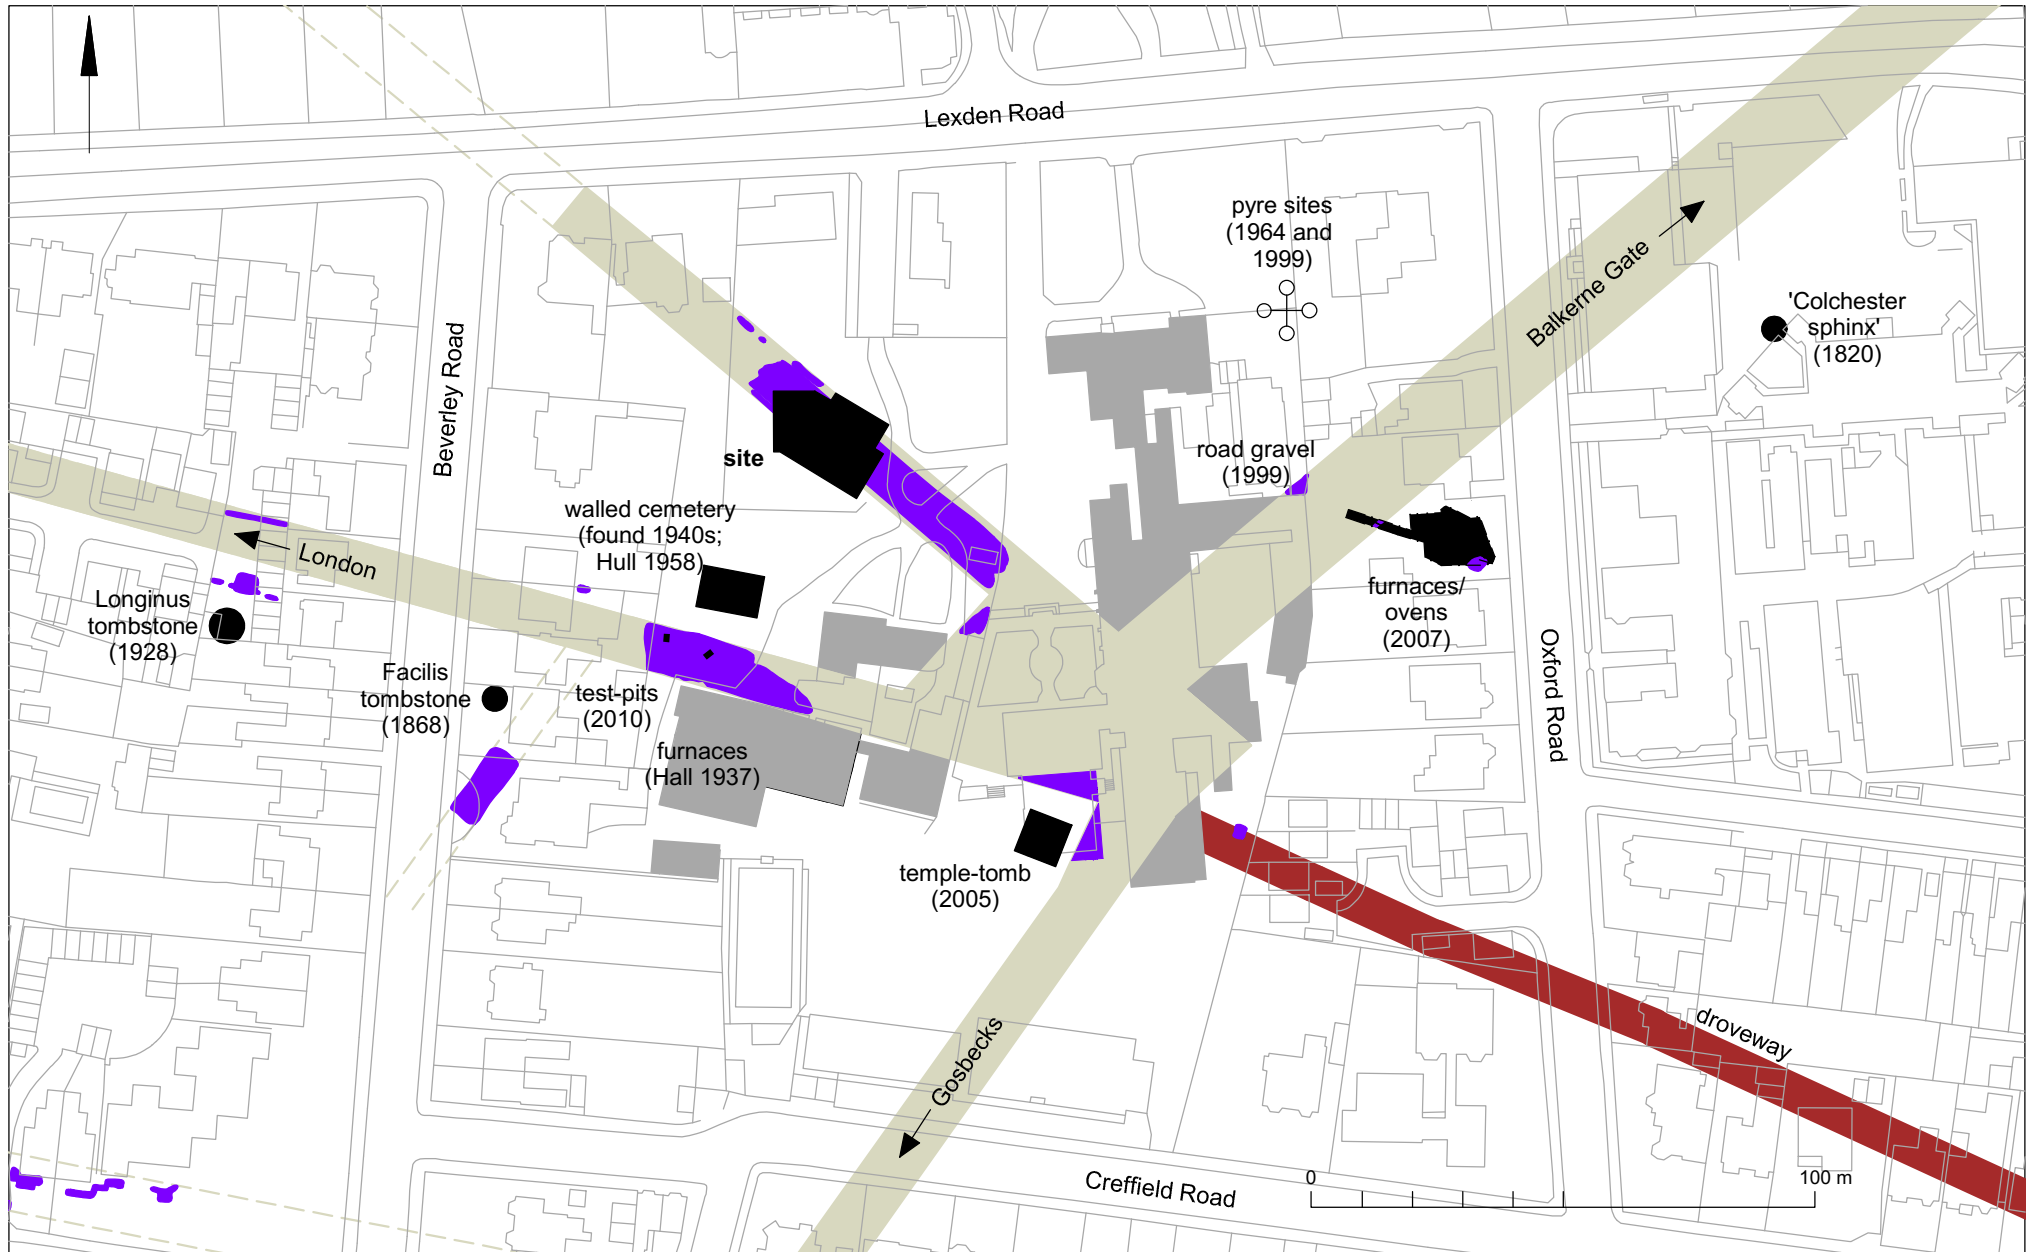 Lexden Road
pyre sites
(1964 and
1999)
Balkerne Gate
'Colchester
sphinx'
(1820)
Beverley Road
site
road gravel
(1999)
walled cemetery
(found 1940s;
Hull 1958)
London
Longinus
tombstone
(1928)
furnaces/
ovens
(2007)
Oxford Road
Facilis
tombstone
(1868)
test-pits
(2010)
furnaces
(Hall 1937)
temple-tomb
(2005)
droveway
Gosbecks
Creffield Road
0
100 m